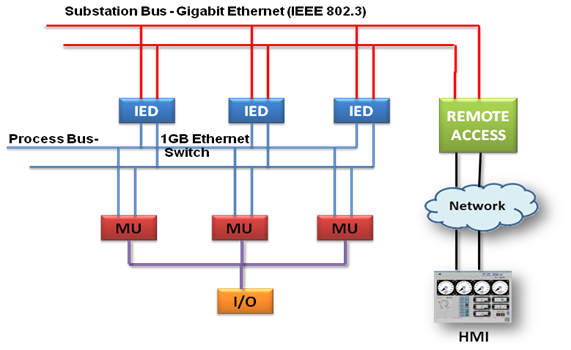 Substation Bus - Gigabit Ethernet (IEEE 802.3)
IED
IED
IED
REMOTE
ACCESS
Process Bus-
1GB Ethernet
Switch
Network
MU
MU
MU
I/O
HMI